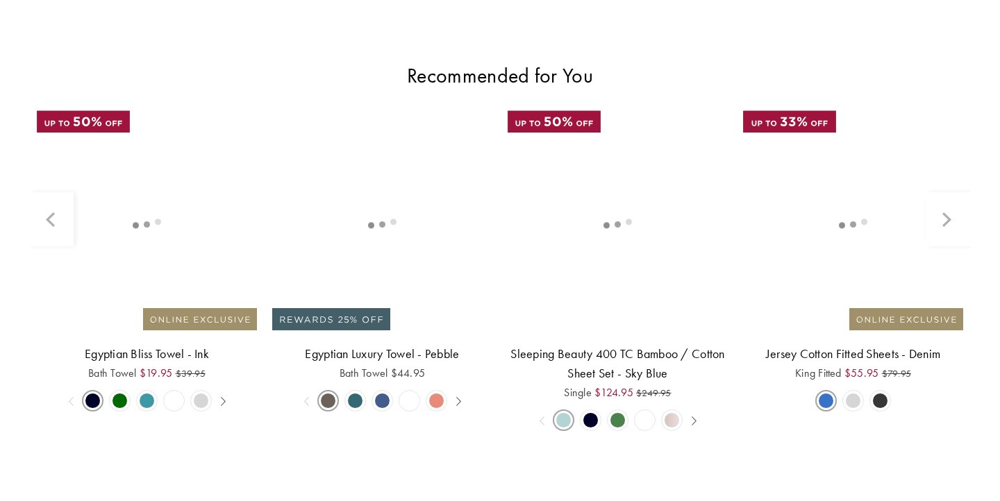 Recommended for You
UP TO 50% OFF
UP TO 50% OFF
UP TO 33% OFF
ONLINE EXCLUSIVE
REWARDS 25% OFF
ONLINE EXCLUSIVE
Egyptian Bliss Towel - Ink
Bath Towel $19.95 $39.95
Egyptian Luxury Towel - Pebble
Bath Towel $44.95
Sleeping Beauty 400 TC Bamboo / Cotton
Sheet Set - Sky Blue
Single $124.95 $249.95
Jersey Cotton Fitted Sheets - Denim
King Fitted $55.95 $79.95